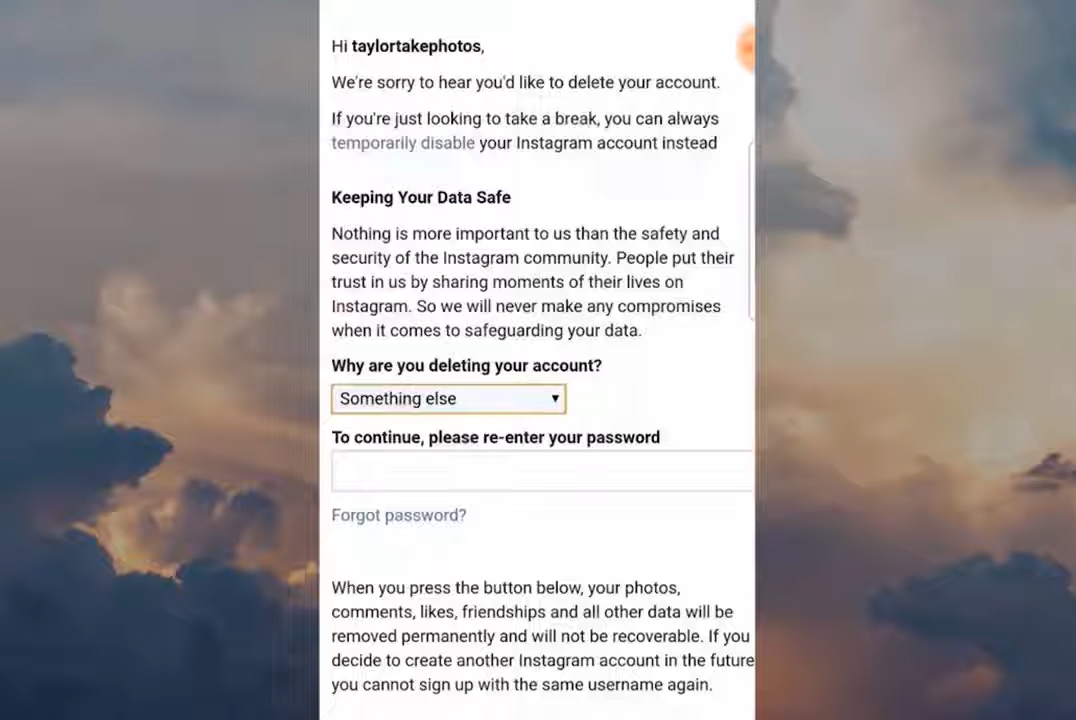 Hi taylortakephotos,
We're sorry to hear you'd like to delete your account.
If you're just looking to take a break, you can always
temporarily disable your Instagram account instead
Keeping Your Data Safe
Nothing is more important to us than the safety and
security of the Instagram community. People put their
trust in us by sharing moments of their lives on
Instagram. So we will never make any compromises
when it comes to safeguarding your data.
Why are you deleting your account?
Something else
To continue, please re-enter your password
Forgot password?
When you press the button below, your photos,
comments, likes, friendships and all other data will be
removed permanently and will not be recoverable. If you
decide to create another Instagram account in the future
you cannot sign up with the same username again.